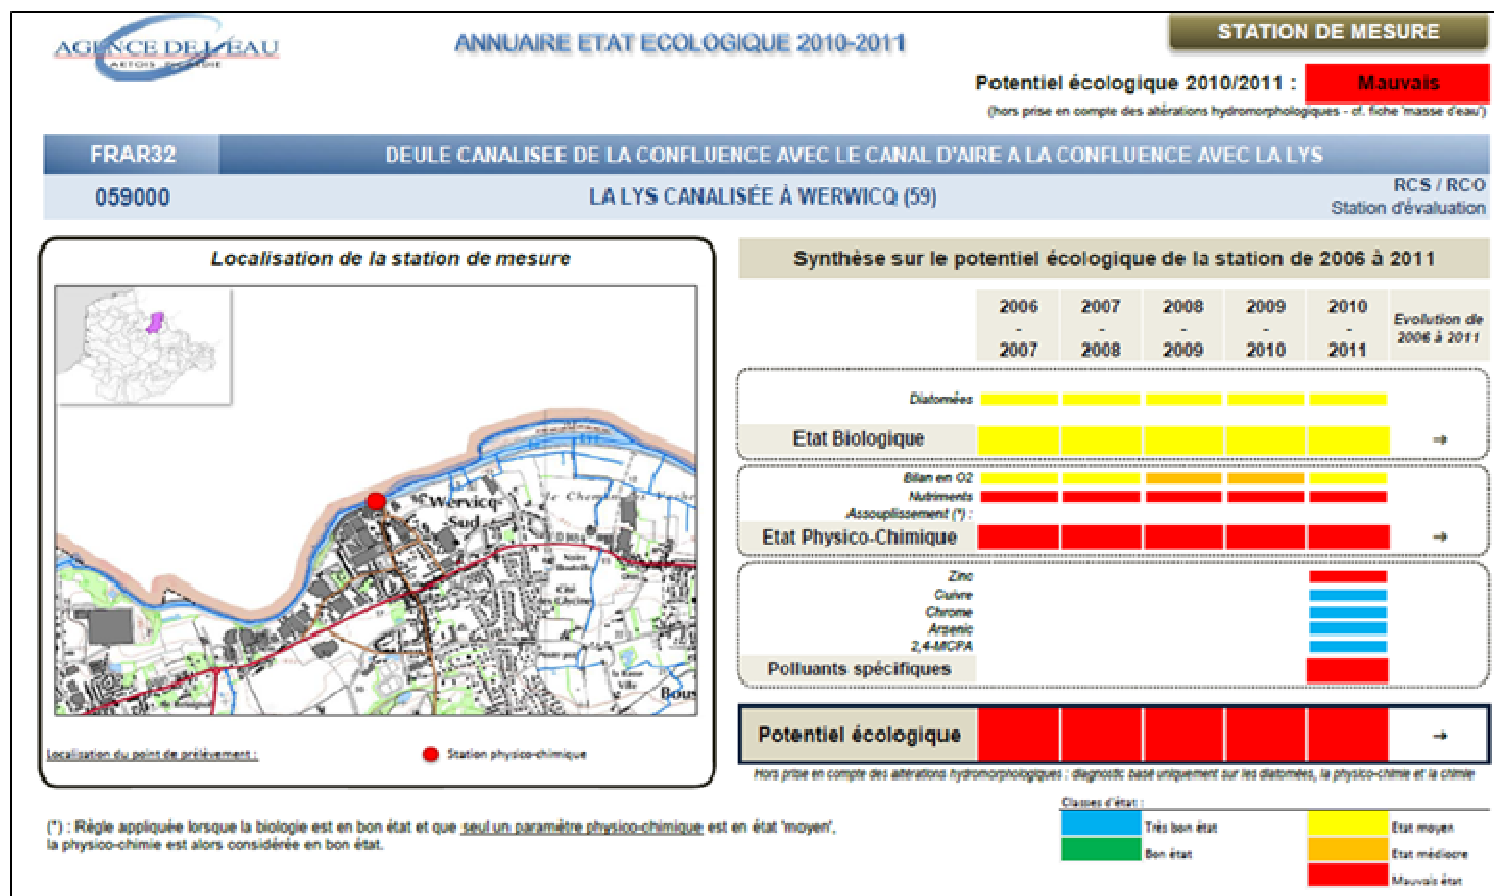 AGENCE DE L'EAU
ARTOIS PICARDIE
ANNUAIRE ETAT ECOLOGIQUE 2010-2011
STATION DE MESURE
Potentiel écologique 2010/2011 :
Mauvais
(hors prise en compte des altérations hydromorphologiques - cf. fiche 'masse d'eau')
FRAR32
DEULE CANALISEE DE LA CONFLUENCE AVEC LE CANAL D'AIRE A LA CONFLUENCE AVEC LA LYS
059000
LA LYS CANALISÉE À WERWICQ (59)
RCS / RCO
Station d'évaluation
Localisation de la station de mesure
Wervicq-
Sud
Bous
Localisation du point de prélèvement :
Station physico-chimique
Synthèse sur le potentiel écologique de la station de 2006 à 2011
2006 2007 2008 2009 2010
- - - - -
2007 2008 2009 2010 2011
Evolution de
2006 à 2011
Diatomées
Etat Biologique ⇒
Bilan en O2
Nutriments
Assouplissement (*) :
Etat Physico-Chimique ⇒
Zinc
Cuivre
Chrome
Arsenic
2,4-MCPA
Polluants spécifiques
Potentiel écologique →
Hors prise en compte des altérations hydromorphologiques : diagnostic basé uniquement sur les diatomées, la physico-chimie et la chimie
(*) : Règle appliquée lorsque la biologie est en bon état et que seul un paramètre physico-chimique est en état 'moyen',
la physico-chimie est alors considérée en bon état.
Classes d'état :
Très bon état
Bon état
Etat moyen
Etat médiocre
Mauvais état